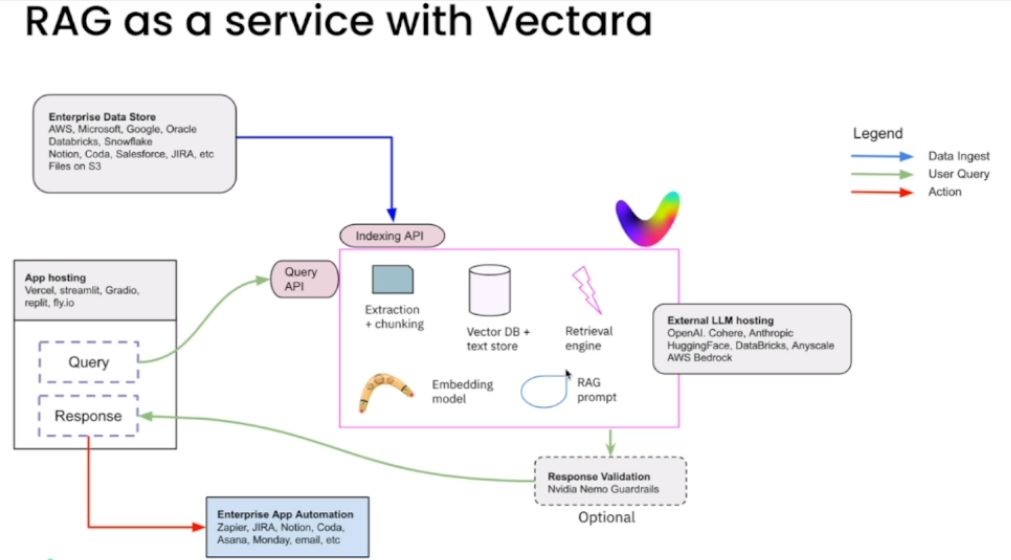 RAG as a service with Vectara
Enterprise Data Store
AWS, Microsoft, Google, Oracle
Databricks, Snowflake
Notion, Coda, Salesforce, JIRA, etc
Files on S3
Legend
Data Ingest
User Query
Action
Indexing API
App hosting
Vercel, streamlit, Gradio,
replit, fly.io
Query
API
Extraction
+ chunking
Vector DB +
text store
Retrieval
engine
External LLM hosting
OpenAI. Cohere, Anthropic
HuggingFace, DataBricks, Anyscale
AWS Bedrock
Query
Embedding
model
RAG
prompt
Response
Response Validation
Nvidia Nemo Guardrails
Optional
Enterprise App Automation
Zapier, JIRA, Notion, Coda,
Asana, Monday, email, etc